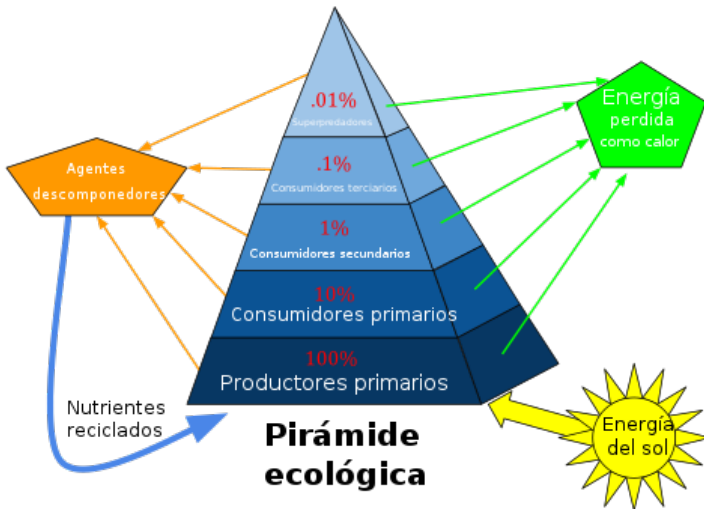 .01%
Superpredadores
.1%
Consumidores terciarios
1%
Consumidores secundarios
10%
Consumidores primarios
100%
Productores primarios
Agentes
descomponedores
Energía
perdida
como calor
Nutrientes
reciclados
Energía
del sol
Pirámide
ecológica